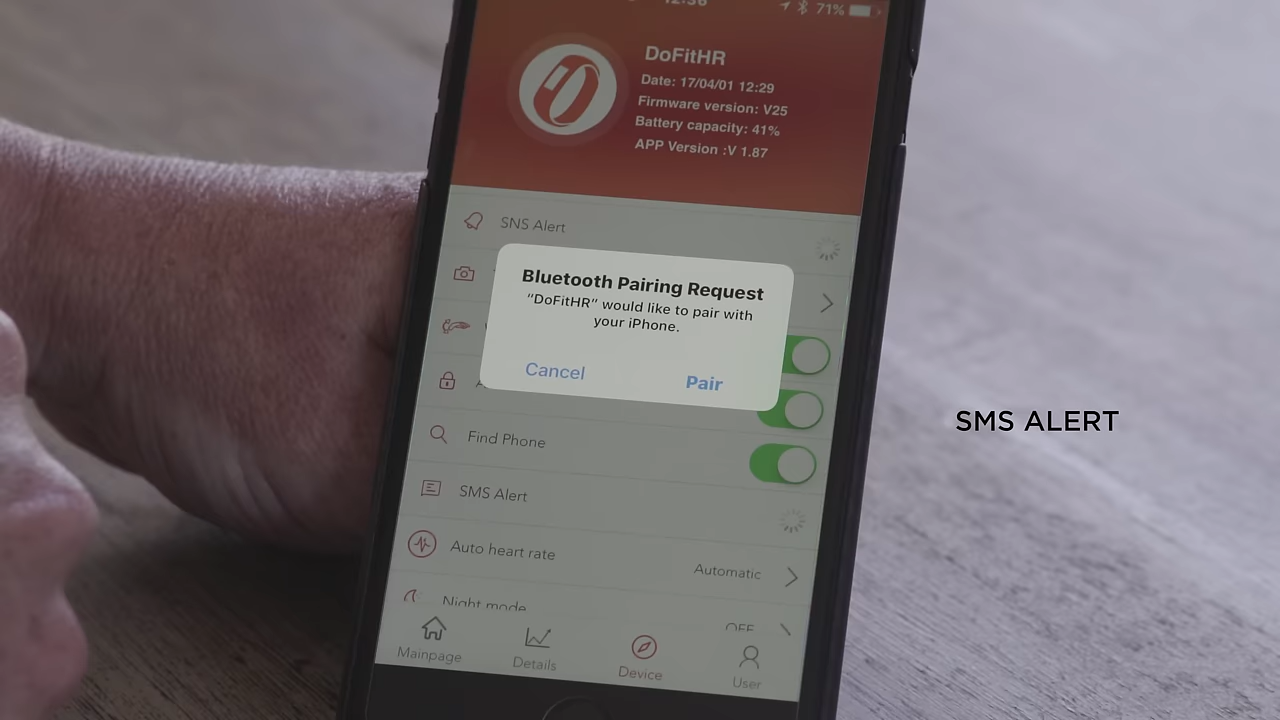 12:36
71%
DoFitHR
Date: 17/04/01 12:29
Firmware version: V25
Battery capacity: 41%
APP Version :V 1.87
SNS Alert
Bluetooth Pairing Request
"DoFitHR" would like to pair with
your iPhone.
Cancel
Pair
Find Phone
SMS Alert
Auto heart rate
Automatic
Night mode
OFF
Mainpage
Details
Device
User
SMS ALERT